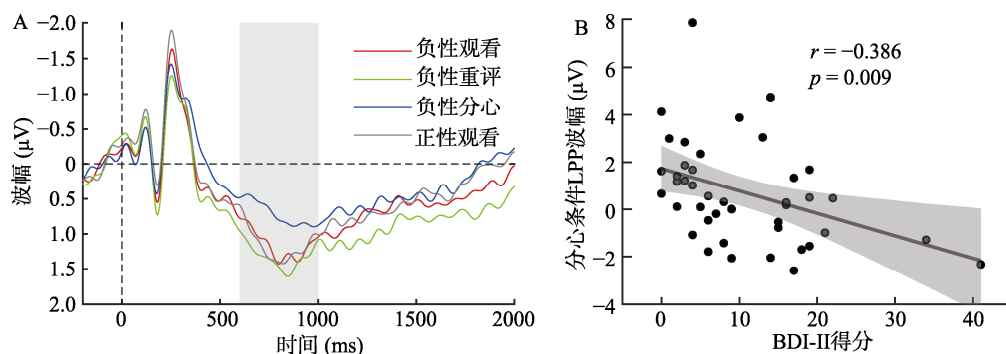 A
−2.0
−1.5
−1.0
−0.5
0
0.5
1.0
1.5
2.0
波幅 (μV)
负性观看
负性重评
负性分心
正性观看
0 500 1000 1500 2000
时间 (ms)
B
8
6
4
2
0
−2
−4
分心条件LPP波幅 (μV)
r = −0.386
p = 0.009
0 10 20 30 40
BDI-II得分